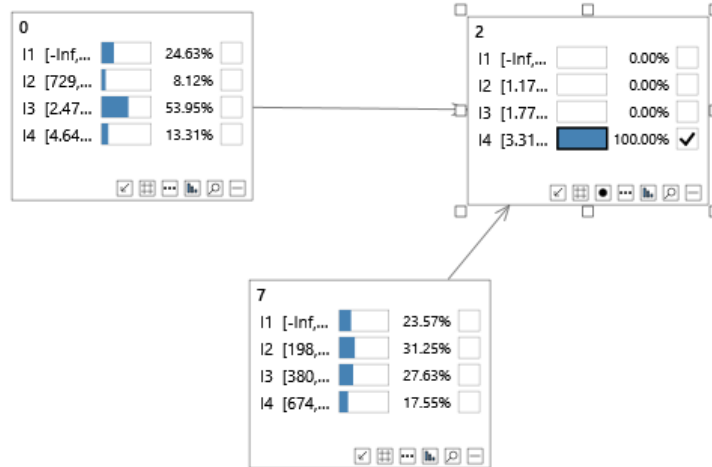 0
I1 [-Inf,... 24.63%
I2 [729,... 8.12%
I3 [2.47... 53.95%
I4 [4.64... 13.31%
2
I1 [-Inf,... 0.00%
I2 [1.17... 0.00%
I3 [1.77... 0.00%
I4 [3.31... 100.00%
7
I1 [-Inf,... 23.57%
I2 [198,... 31.25%
I3 [380,... 27.63%
I4 [674,... 17.55%